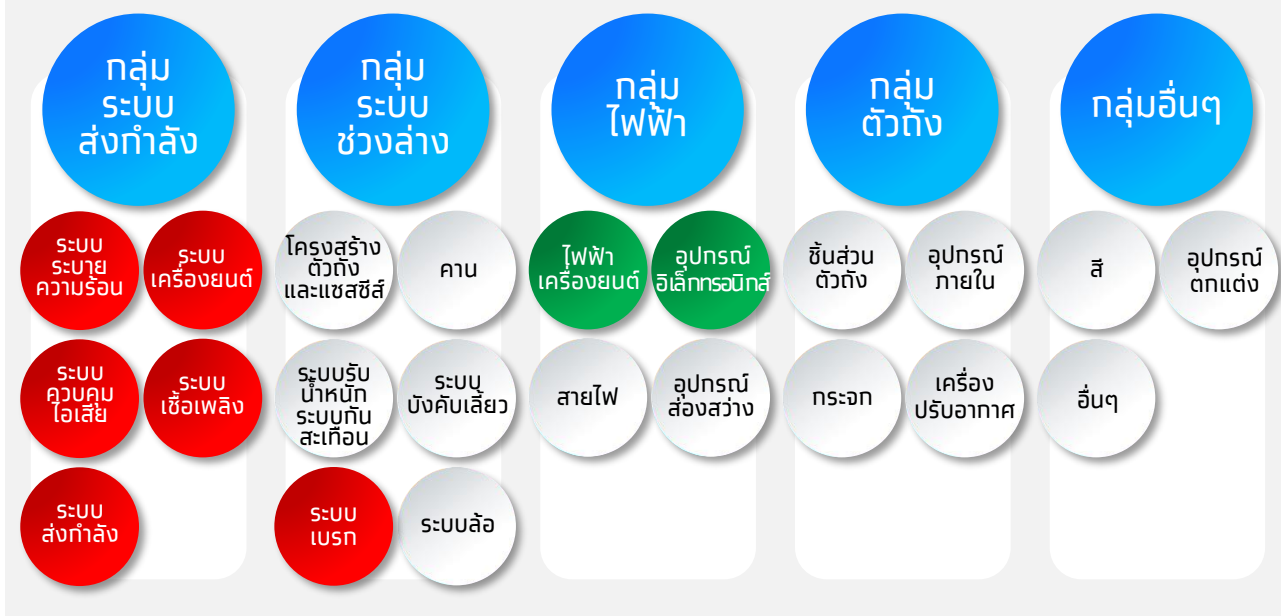 กลุ่ม
ระบบ
ส่งกำลัง
กลุ่ม
ระบบ
ช่วงล่าง
กลุ่ม
ไฟฟ้า
กลุ่ม
ตัวถัง
กลุ่มอื่นๆ
ระบบ
ระบาย
ความร้อน
ระบบ
เครื่องยนต์
โครงสร้าง
ตัวถัง
และแซสซีส์
คาน
ไฟฟ้า
เครื่องยนต์
อุปกรณ์
อิเล็กทรอนิกส์
ชิ้นส่วน
ตัวถัง
อุปกรณ์
ภายใน
สี
อุปกรณ์
ตกแต่ง
ระบบ
ควบคุม
ไอเสีย
ระบบ
เชื้อเพลิง
ระบบรับ
น้ำหนัก
ระบบกัน
สะเทือน
ระบบ
บังคับเลี้ยว
สายไฟ
อุปกรณ์
ส่องสว่าง
กระจก
เครื่อง
ปรับอากาศ
อื่นๆ
ระบบ
ส่งกำลัง
ระบบ
เบรก
ระบบล้อ